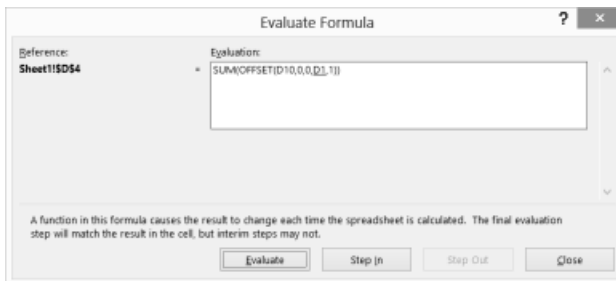 Evaluate Formula
? ×
Reference: Evaluation:
Sheet1!$D$4 = SUM(OFFSET(D10,0,0,D1,1))
A function in this formula causes the result to change each time the spreadsheet is calculated. The final evaluation
step will match the result in the cell, but interim steps may not.
Evaluate Step In Step Out Close